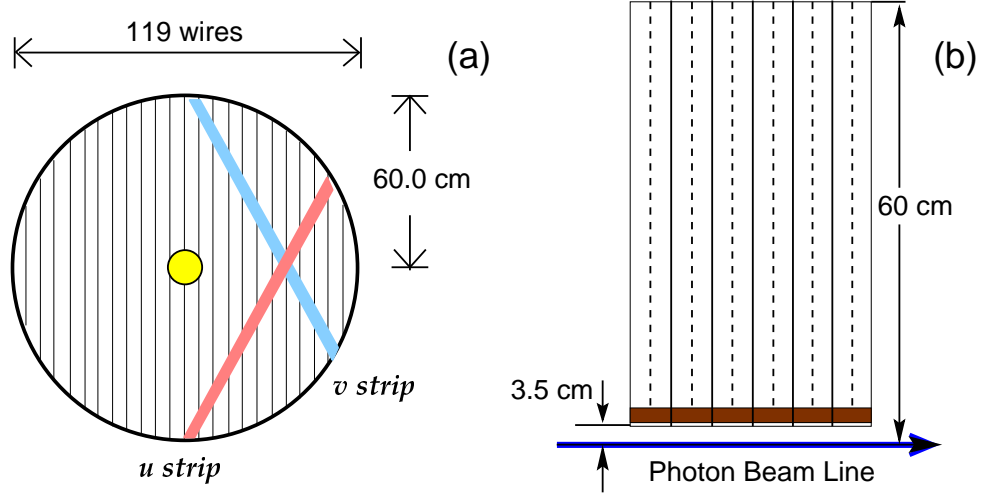 119 wires
(a)
60.0 cm
v strip
u strip
(b)
60 cm
3.5 cm
Photon Beam Line